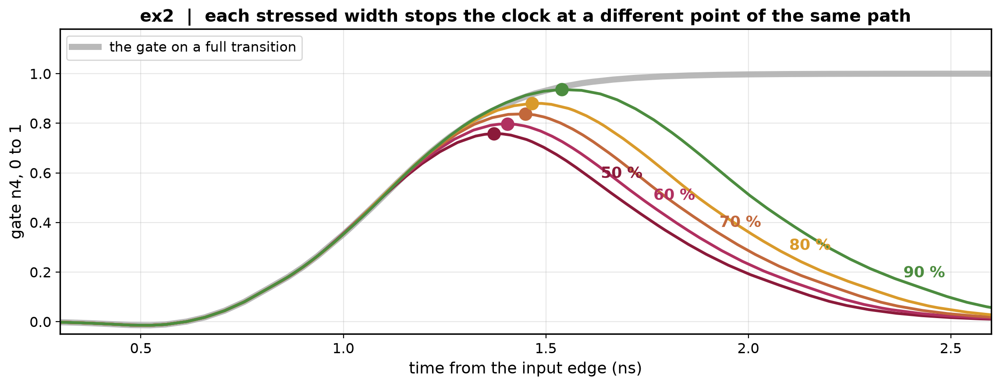 ex2 | each stressed width stops the clock at a different point of the same path
the gate on a full transition
gate n4, 0 to 1
1.0
0.8
0.6
0.4
0.2
0.0
50 %
60 %
70 %
80 %
90 %
0.5 1.0 1.5 2.0 2.5
time from the input edge (ns)